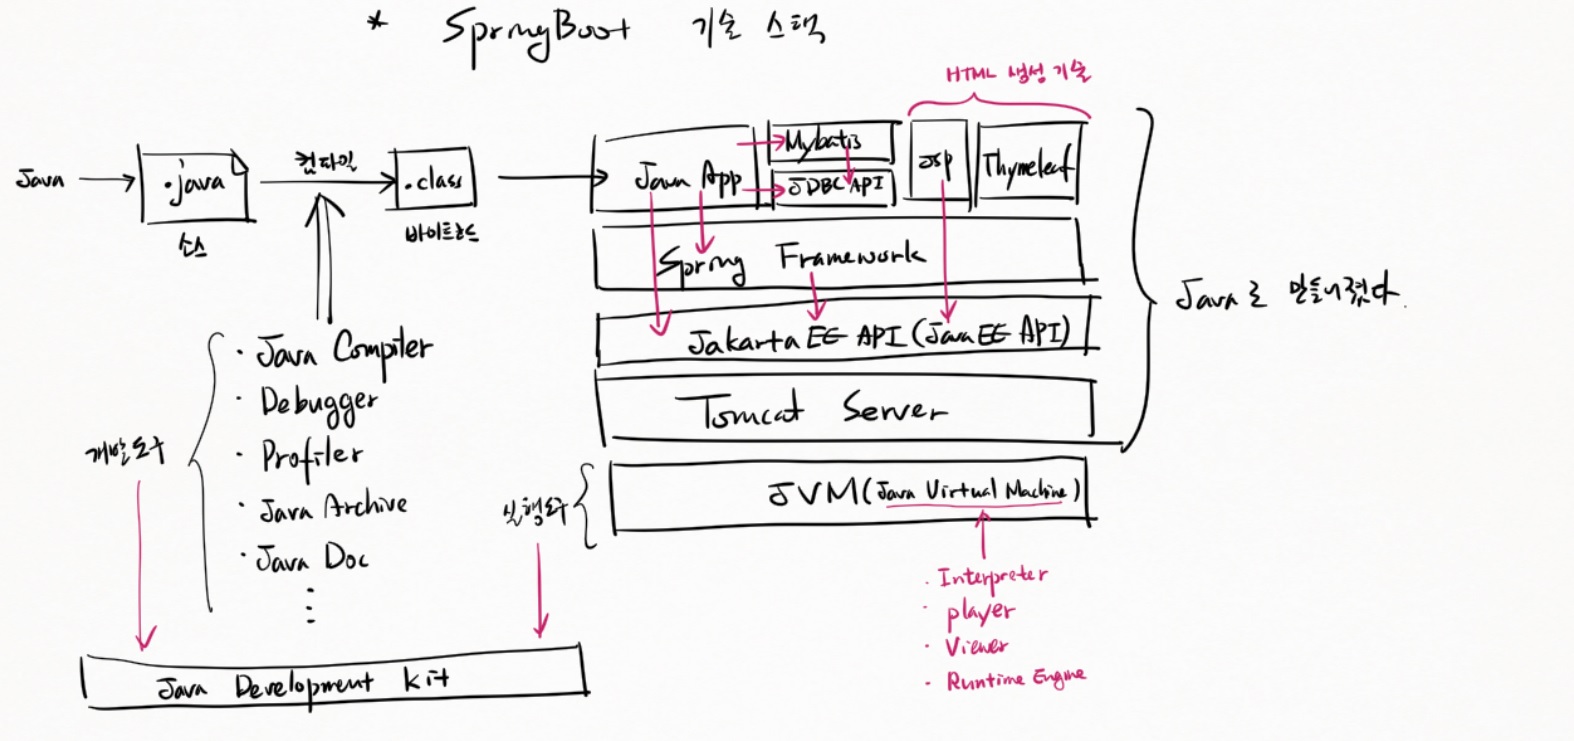 * SpringBoot 기술 스택
HTML 생성 기술
Java
.java
컴파일
.class
소스
바이트코드
Java App
Mybatis
JDBC API
JSP
Thymeleaf
Spring Framework
Jakarta EE API (Java EE API)
Tomcat Server
Java로 만들어졌다.
JVM (Java Virtual Machine)
실행도구
개발도구
· Java Compiler
· Debugger
· Profiler
· Java Archive
· Java Doc
⋮
· Interpreter
· player
· Viewer
· Runtime Engine
Java Development kit